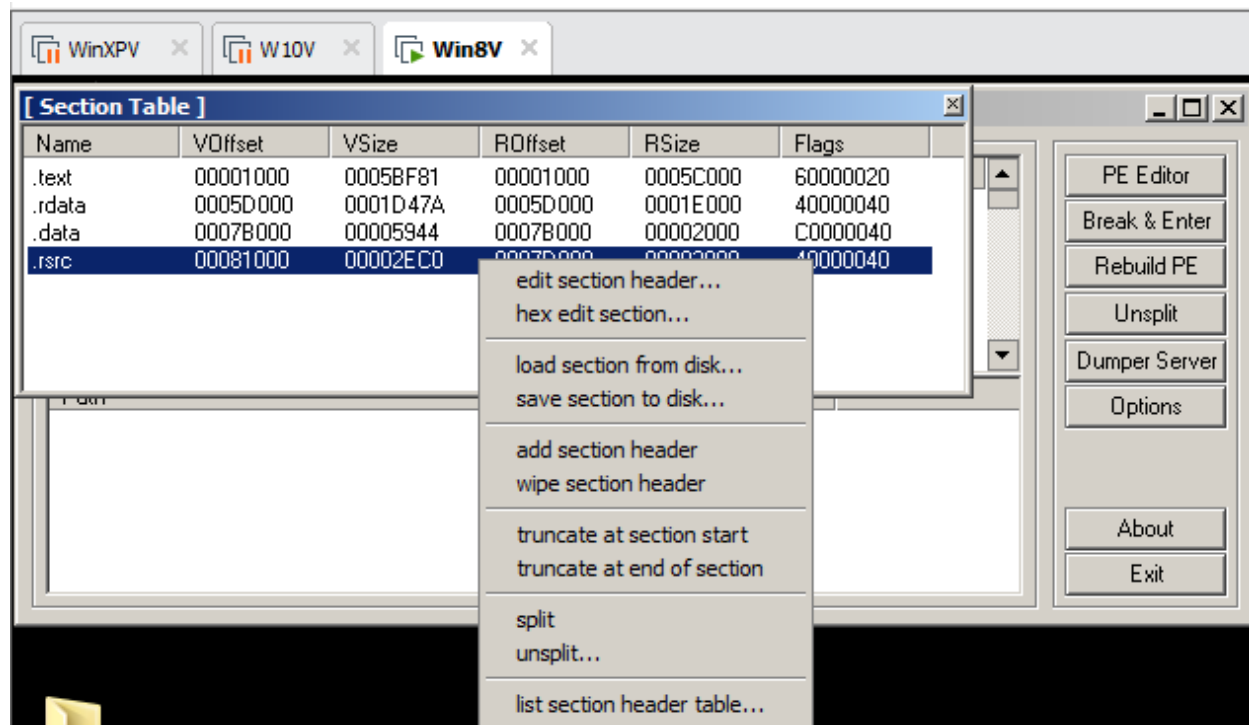 WinXPV W10V Win8V
[ Section Table ]
Name VOffset VSize ROffset RSize Flags
.text 00001000 0005BF81 00001000 0005C000 60000020
.rdata 0005D000 0001D47A 0005D000 0001E000 40000040
.data 0007B000 00005944 0007B000 00002000 C0000040
.rsrc 00081000 00002EC0 0007D000 00003000 40000040
edit section header...
hex edit section...
load section from disk...
save section to disk...
add section header
wipe section header
truncate at section start
truncate at end of section
split
unsplit...
list section header table...
Path
PE Editor
Break & Enter
Rebuild PE
Unsplit
Dumper Server
Options
About
Exit